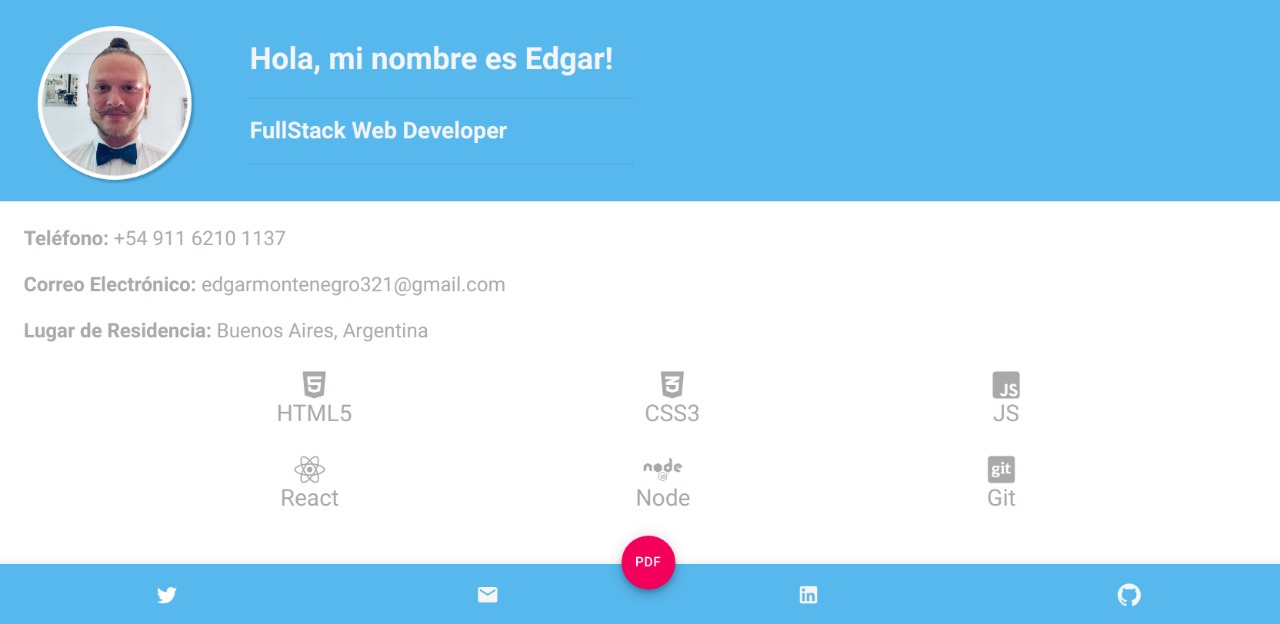 Hola, mi nombre es Edgar!
FullStack Web Developer
Teléfono: +54 911 6210 1137
Correo Electrónico: edgarmontenegro321@gmail.com
Lugar de Residencia: Buenos Aires, Argentina
5 3 JS
HTML5 CSS3 JS
node git
React Node Git
PDF
in